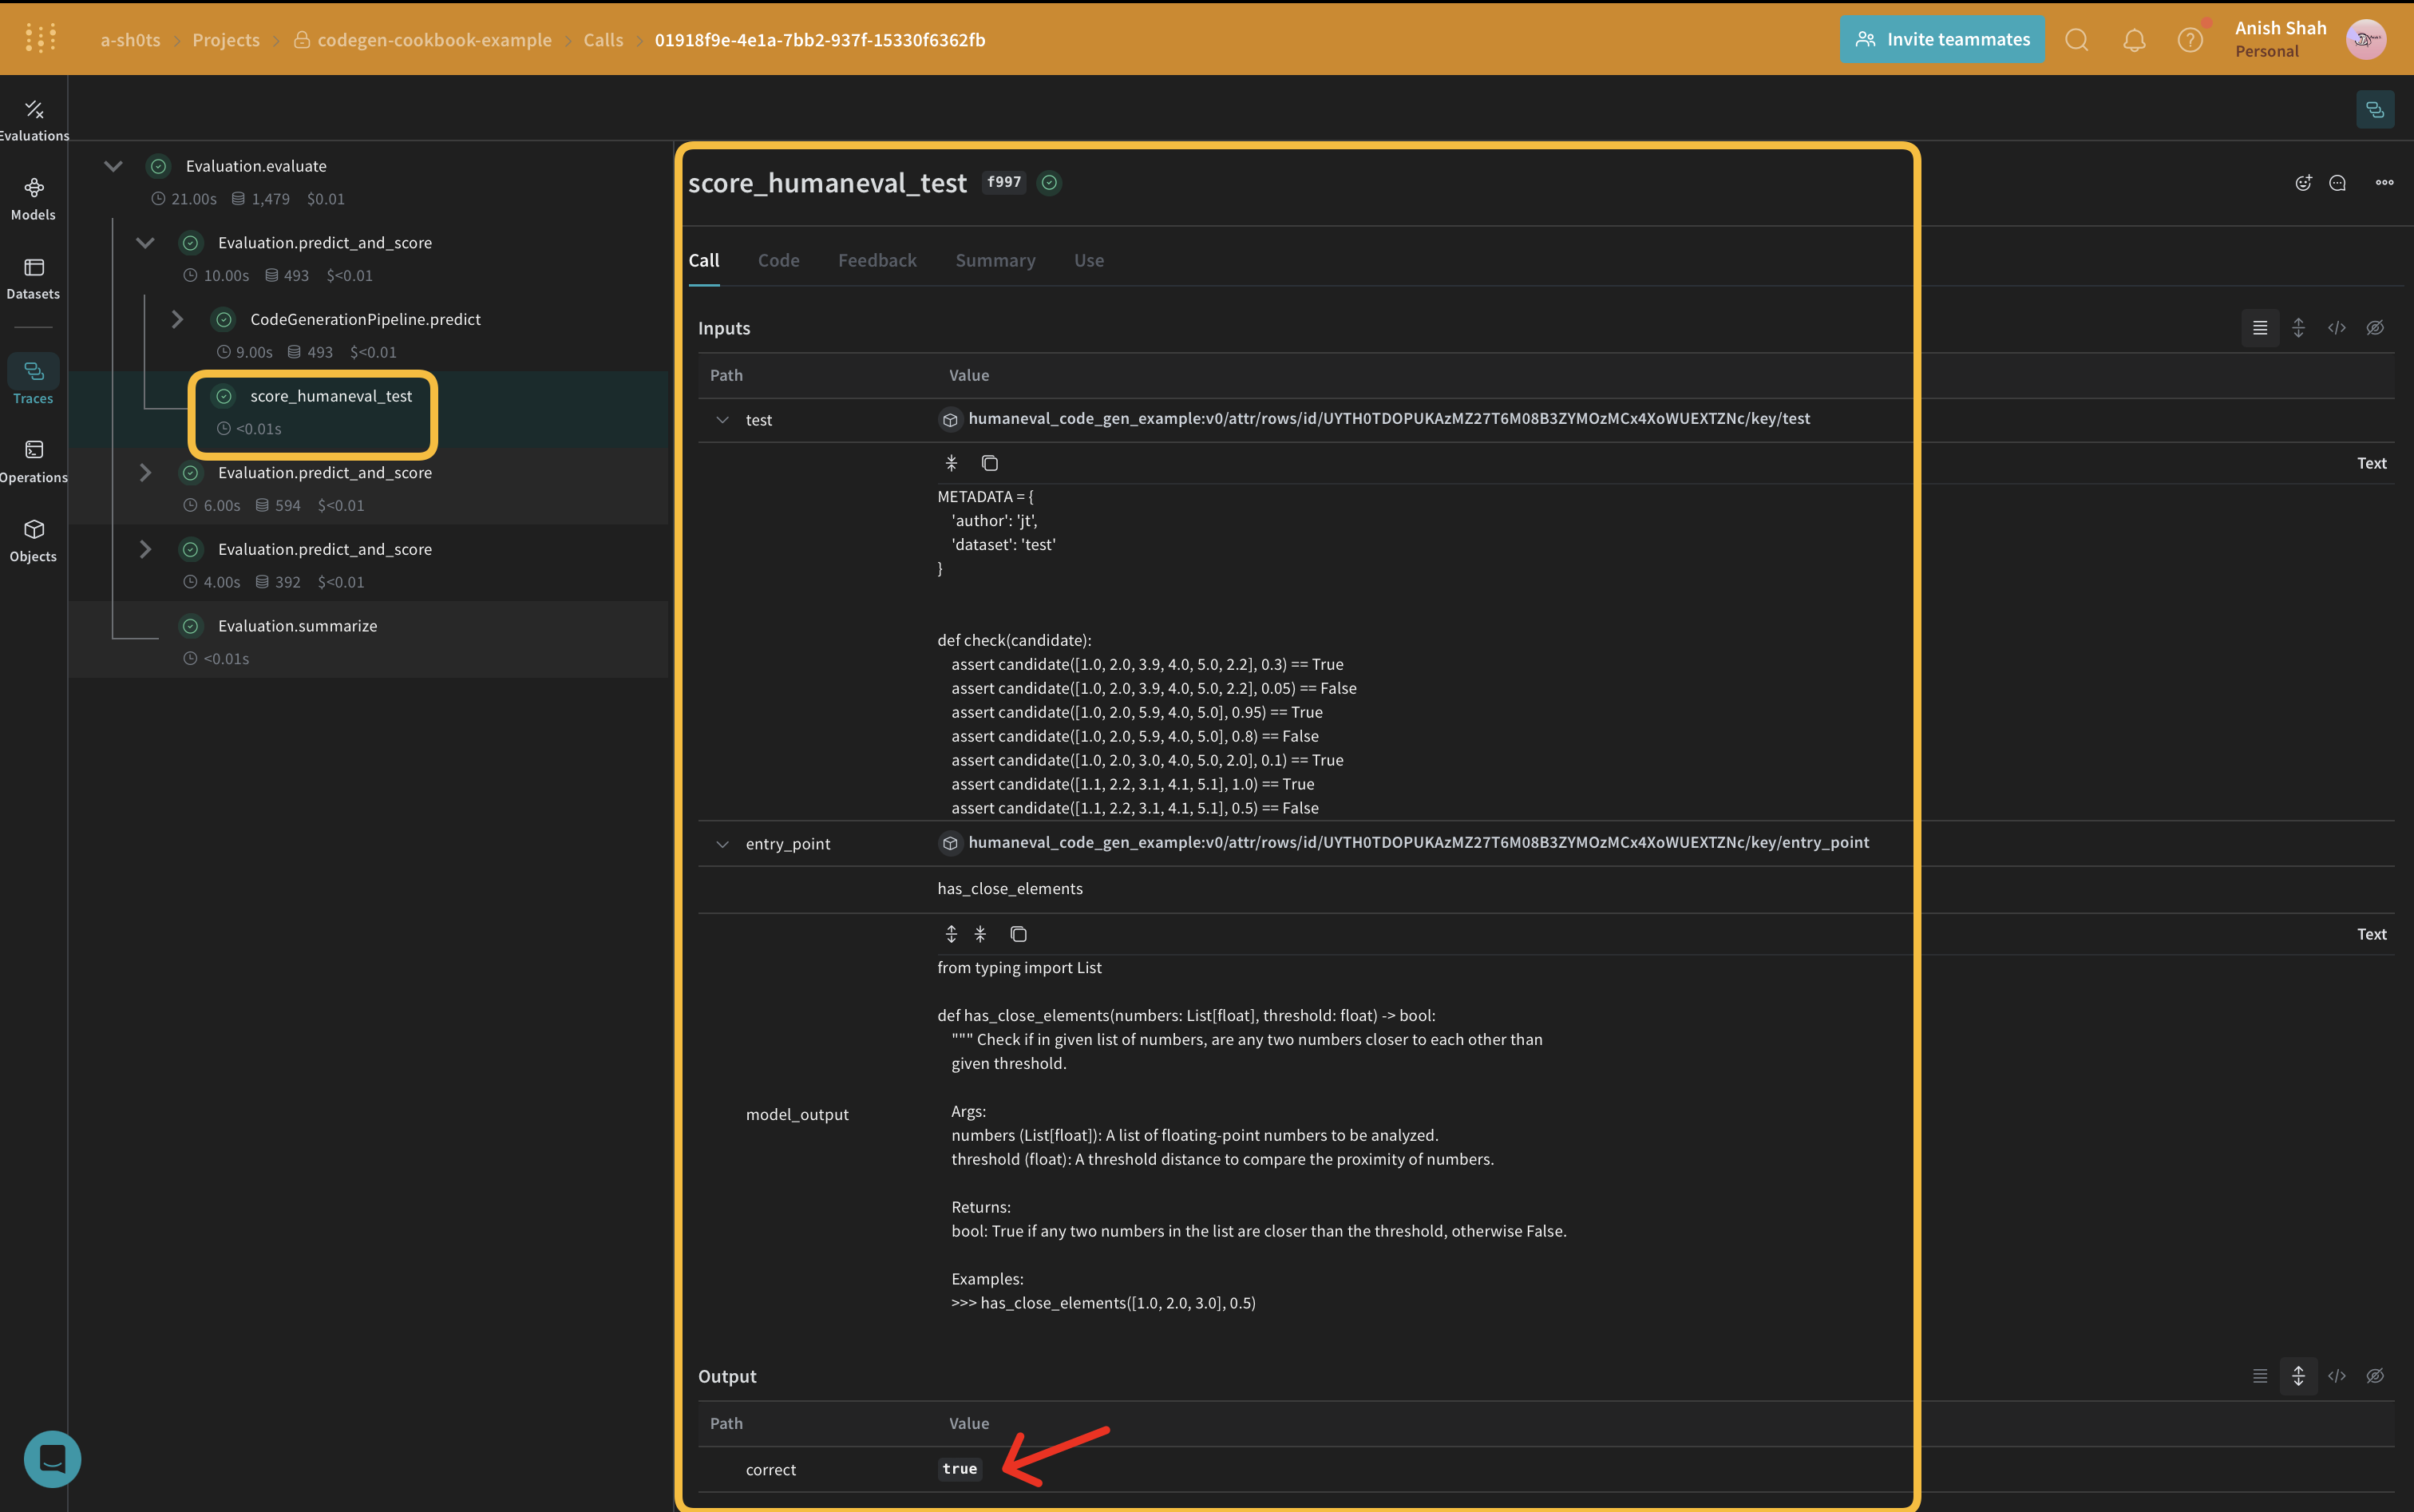 a-sh0ts > Projects > codegen-cookbook-example > Calls > 01918f9e-4e1a-7bb2-937f-15330f6362fb
Invite teammates
Anish Shah
Personal
Evaluations
Models
Datasets
Traces
Operations
Objects
Evaluation.evaluate
21.00s 1,479 $0.01
Evaluation.predict_and_score
10.00s 493 $<0.01
CodeGenerationPipeline.predict
9.00s 493 $<0.01
score_humaneval_test
<0.01s
Evaluation.predict_and_score
6.00s 594 $<0.01
Evaluation.predict_and_score
4.00s 392 $<0.01
Evaluation.summarize
<0.01s
score_humaneval_test f997
Call Code Feedback Summary Use
Inputs
Path Value
test humaneval_code_gen_example:v0/attr/rows/id/UYTH0TDOPUKAzMZ27T6M08B3ZYMOzMCx4XoWUEXTZNc/key/test
Text
METADATA = {
'author': 'jt',
'dataset': 'test'
}
def check(candidate):
assert candidate([1.0, 2.0, 3.9, 4.0, 5.0, 2.2], 0.3) == True
assert candidate([1.0, 2.0, 3.9, 4.0, 5.0, 2.2], 0.05) == False
assert candidate([1.0, 2.0, 5.9, 4.0, 5.0], 0.95) == True
assert candidate([1.0, 2.0, 5.9, 4.0, 5.0], 0.8) == False
assert candidate([1.0, 2.0, 3.0, 4.0, 5.0, 2.0], 0.1) == True
assert candidate([1.1, 2.2, 3.1, 4.1, 5.1], 1.0) == True
assert candidate([1.1, 2.2, 3.1, 4.1, 5.1], 0.5) == False
entry_point humaneval_code_gen_example:v0/attr/rows/id/UYTH0TDOPUKAzMZ27T6M08B3ZYMOzMCx4XoWUEXTZNc/key/entry_point
has_close_elements
Text
from typing import List
def has_close_elements(numbers: List[float], threshold: float) -> bool:
""" Check if in given list of numbers, are any two numbers closer to each other than
given threshold.
Args:
model_output
numbers (List[float]): A list of floating-point numbers to be analyzed.
threshold (float): A threshold distance to compare the proximity of numbers.
Returns:
bool: True if any two numbers in the list are closer than the threshold, otherwise False.
Examples:
>>> has_close_elements([1.0, 2.0, 3.0], 0.5)
Output
Path Value
correct true